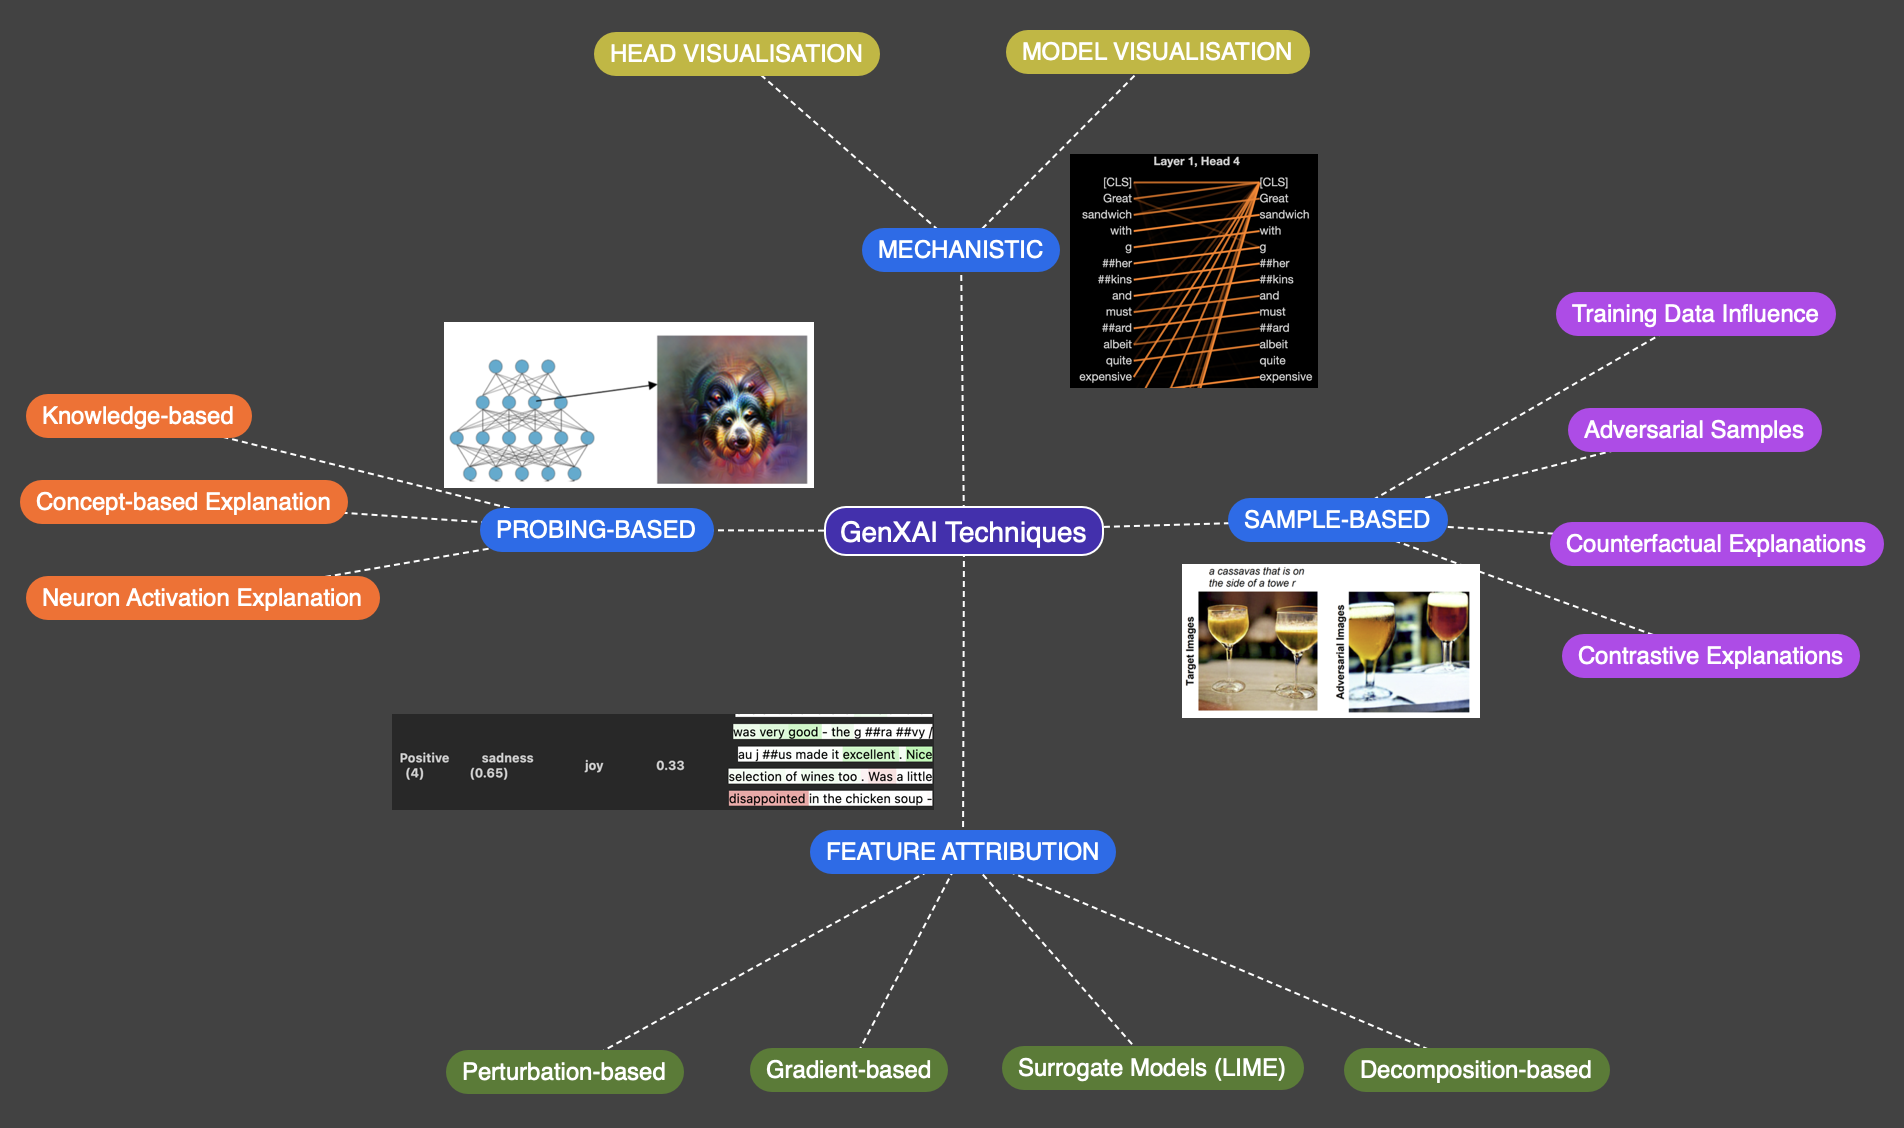 HEAD VISUALISATION
MODEL VISUALISATION
Layer 1, Head 4
[CLS] [CLS]
Great Great
sandwich sandwich
with with
g g
##her ##her
##kins ##kins
and and
must must
##ard ##ard
albeit albeit
quite quite
expensive expensive
MECHANISTIC
Training Data Influence
Adversarial Samples
Counterfactual Explanations
Contrastive Explanations
SAMPLE-BASED
a cassavas that is on
the side of a towe r
Target Images
Adversarial Images
GenXAI Techniques
Knowledge-based
Concept-based Explanation
Neuron Activation Explanation
PROBING-BASED
Positive (4)
sadness (0.65)
joy
0.33
was very good - the g ##ra ##vy /
au j ##us made it excellent . Nice
selection of wines too . Was a little
disappointed in the chicken soup -
FEATURE ATTRIBUTION
Perturbation-based
Gradient-based
Surrogate Models (LIME)
Decomposition-based